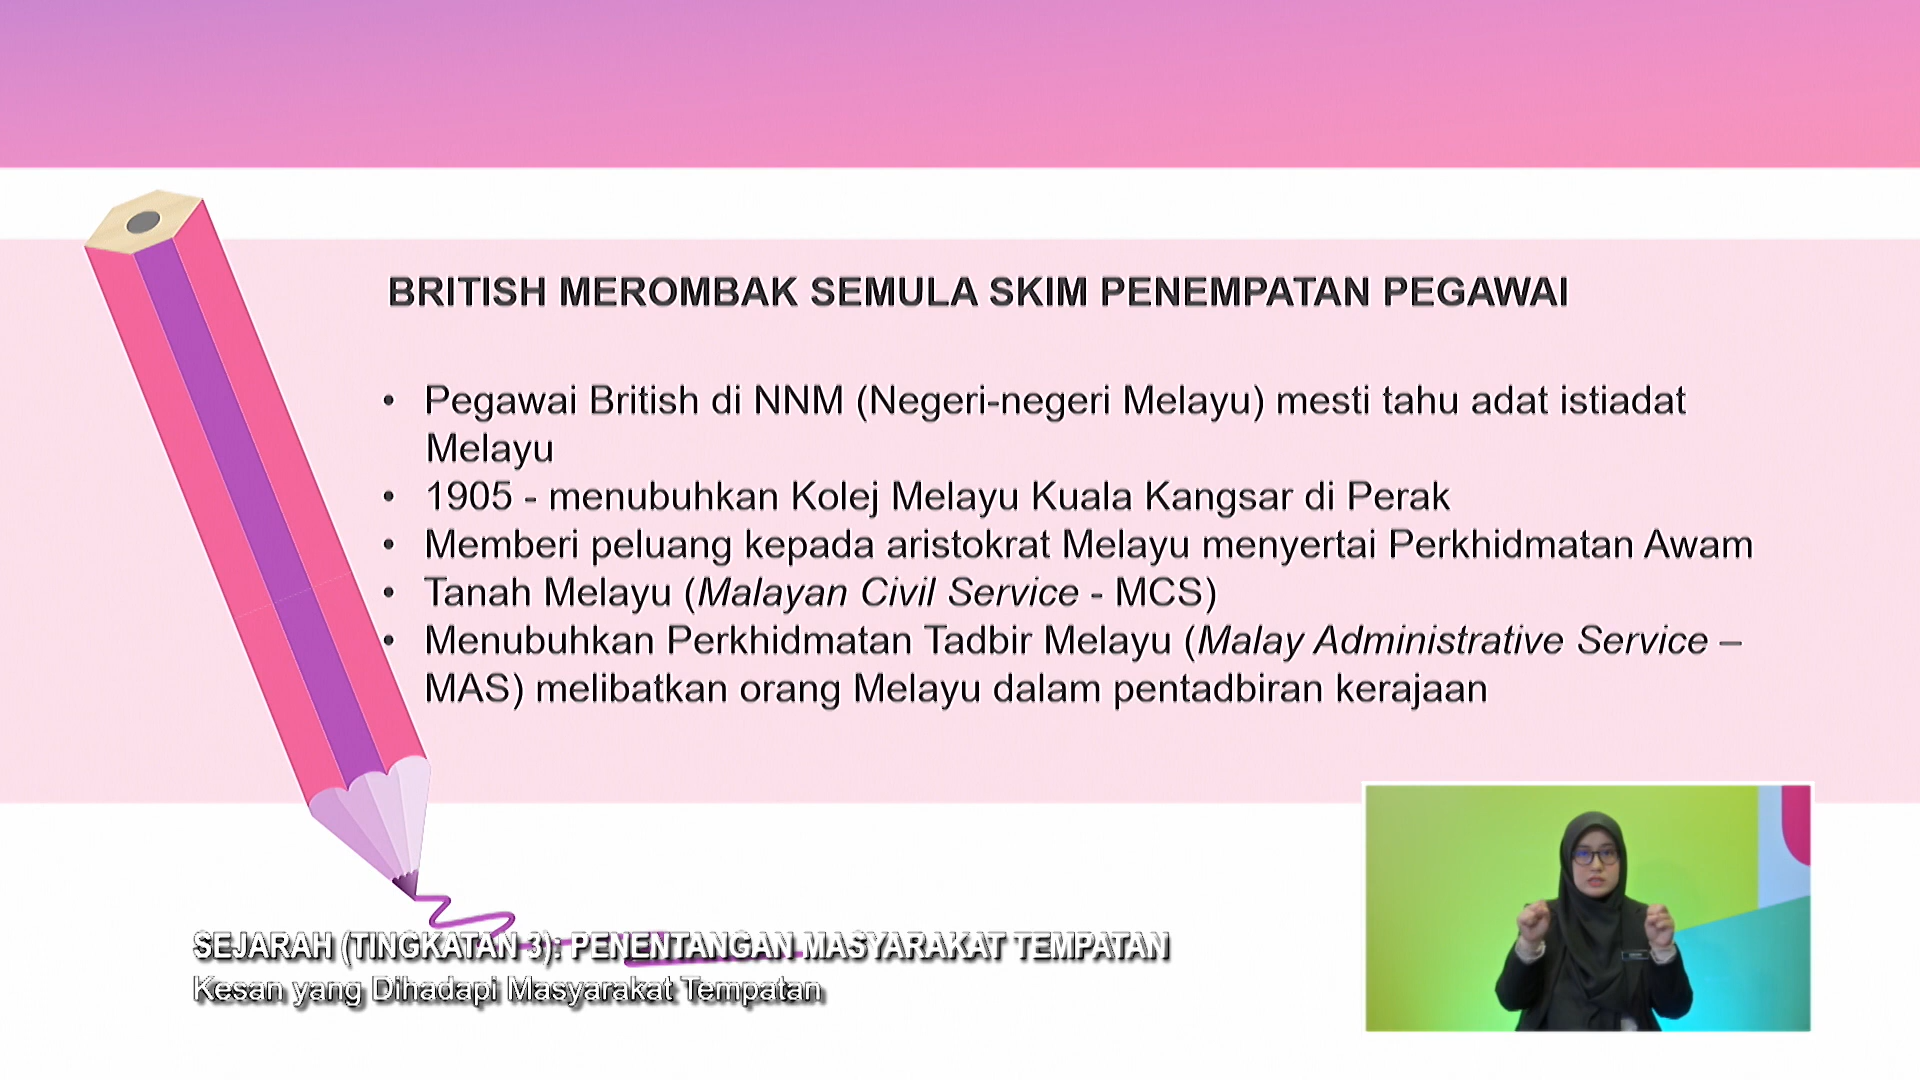 BRITISH MEROMBAK SEMULA SKIM PENEMPATAN PEGAWAI
• Pegawai British di NNM (Negeri-negeri Melayu) mesti tahu adat istiadat
Melayu
• 1905 - menubuhkan Kolej Melayu Kuala Kangsar di Perak
• Memberi peluang kepada aristokrat Melayu menyertai Perkhidmatan Awam
• Tanah Melayu (Malayan Civil Service - MCS)
• Menubuhkan Perkhidmatan Tadbir Melayu (Malay Administrative Service –
MAS) melibatkan orang Melayu dalam pentadbiran kerajaan
SEJARAH (TINGKATAN 3): PENENTANGAN MASYARAKAT TEMPATAN
Kesan yang Dihadapi Masyarakat Tempatan